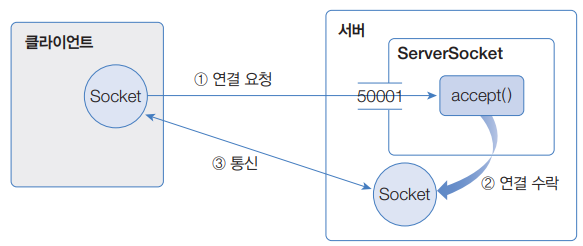 클라이언트
Socket
① 연결 요청
③ 통신
서버
ServerSocket
50001
accept()
② 연결 수락
Socket